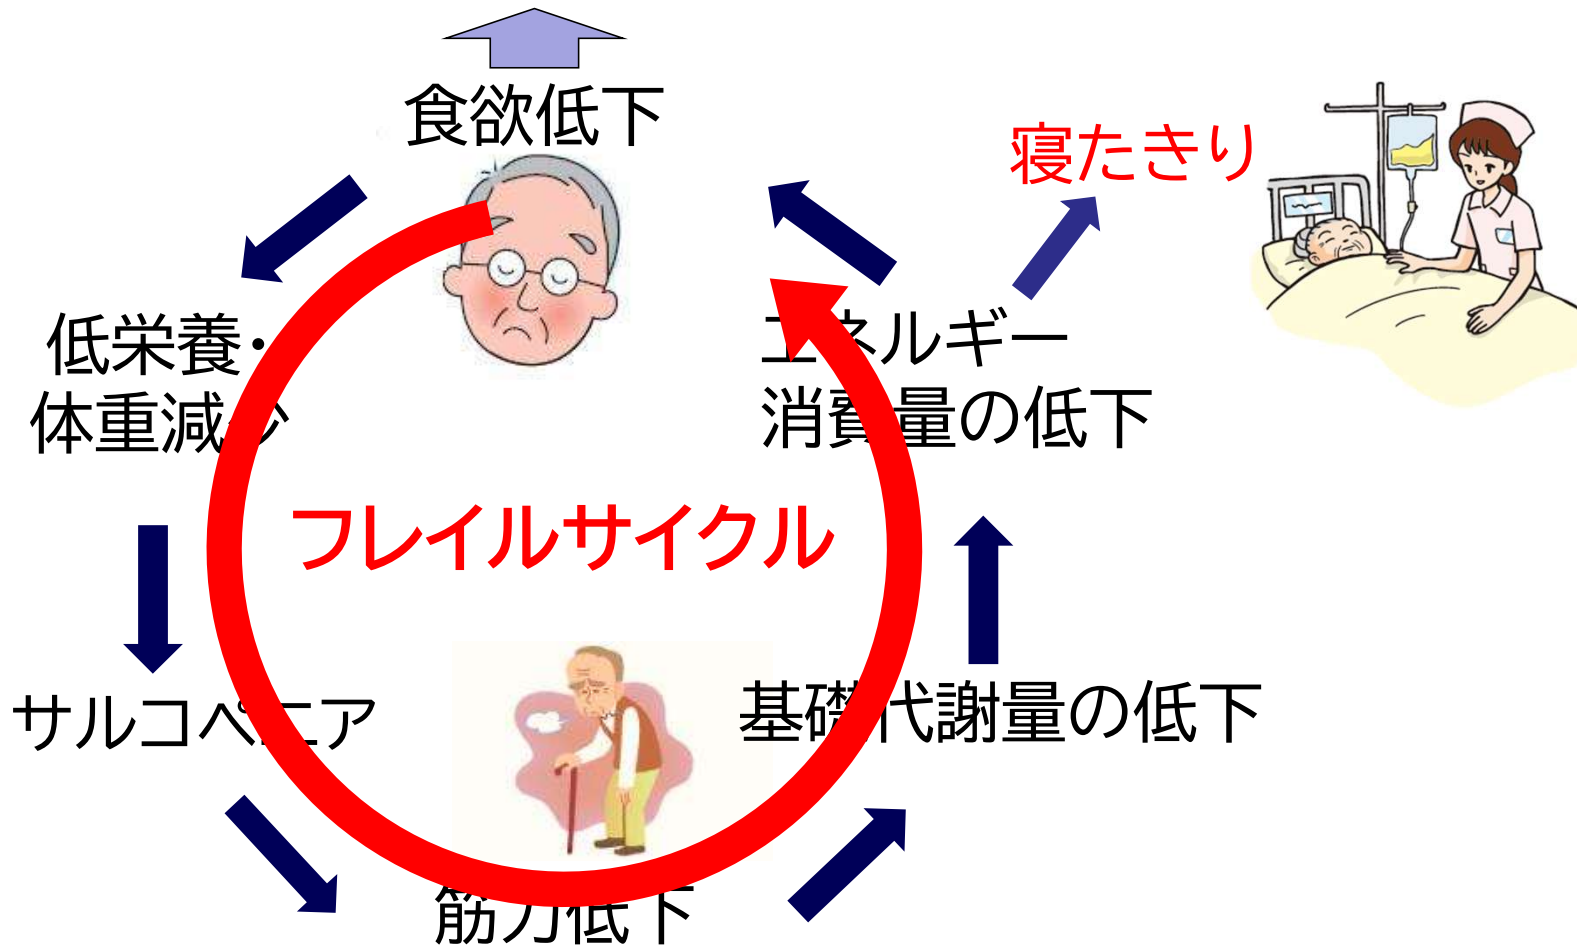 食欲低下
寝たきり
低栄養・
体重減少
エネルギー
消費量の低下
フレイルサイクル
サルコペニア
基礎代謝量の低下
筋力低下